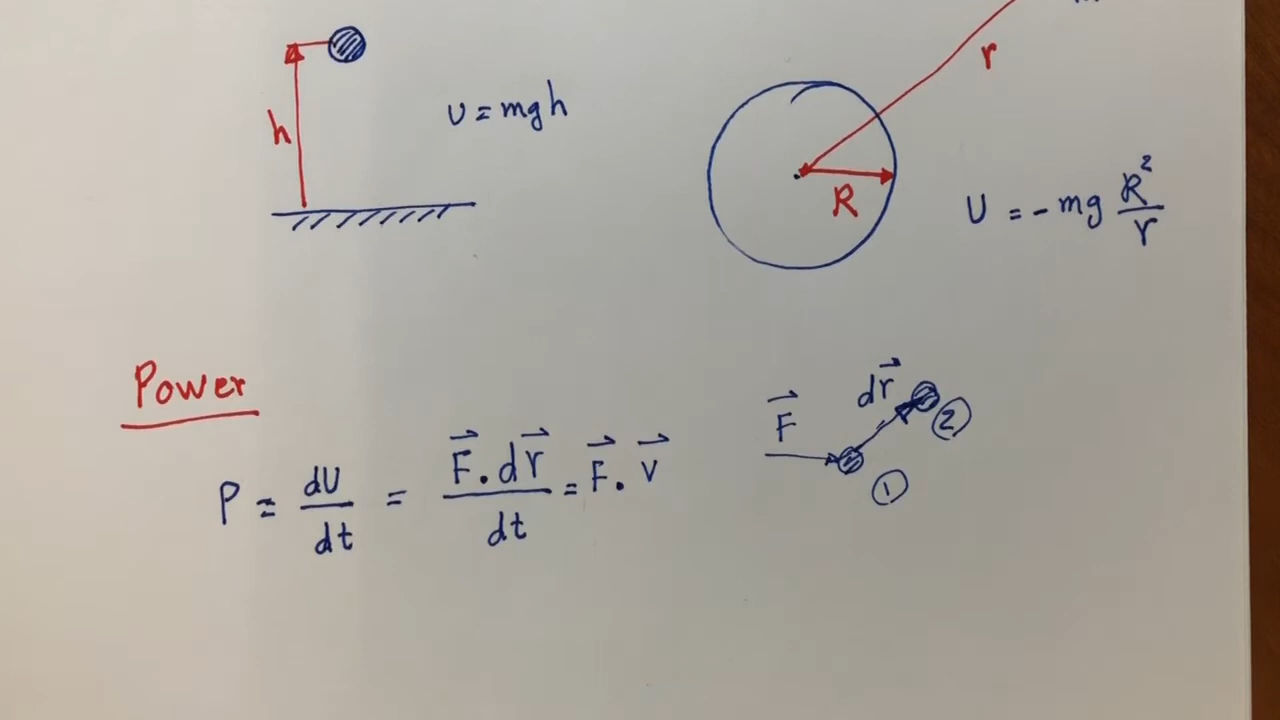 h
U = mgh
r
R
U = - mg R²/r
Power
P = dU/dt = F⃗ . dr⃗/dt = F⃗ . v⃗
F⃗
dr⃗
1
2